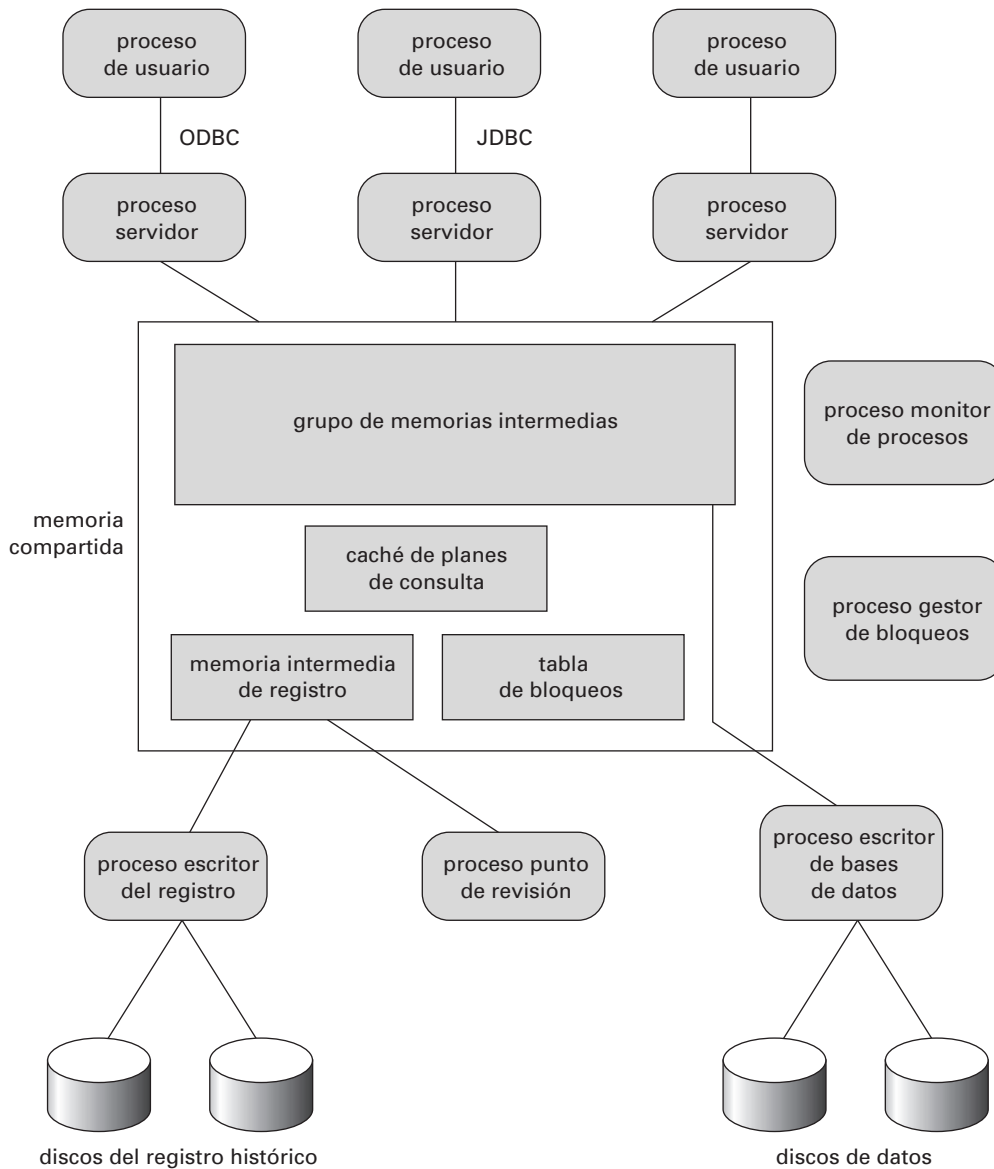 proceso
de usuario
proceso
de usuario
proceso
de usuario
ODBC
JDBC
proceso
servidor
proceso
servidor
proceso
servidor
grupo de memorias intermedias
proceso monitor
de procesos
memoria
compartida
caché de planes
de consulta
proceso gestor
de bloqueos
memoria intermedia
de registro
tabla
de bloqueos
proceso escritor
del registro
proceso punto
de revisión
proceso escritor
de bases
de datos
discos del registro histórico
discos de datos